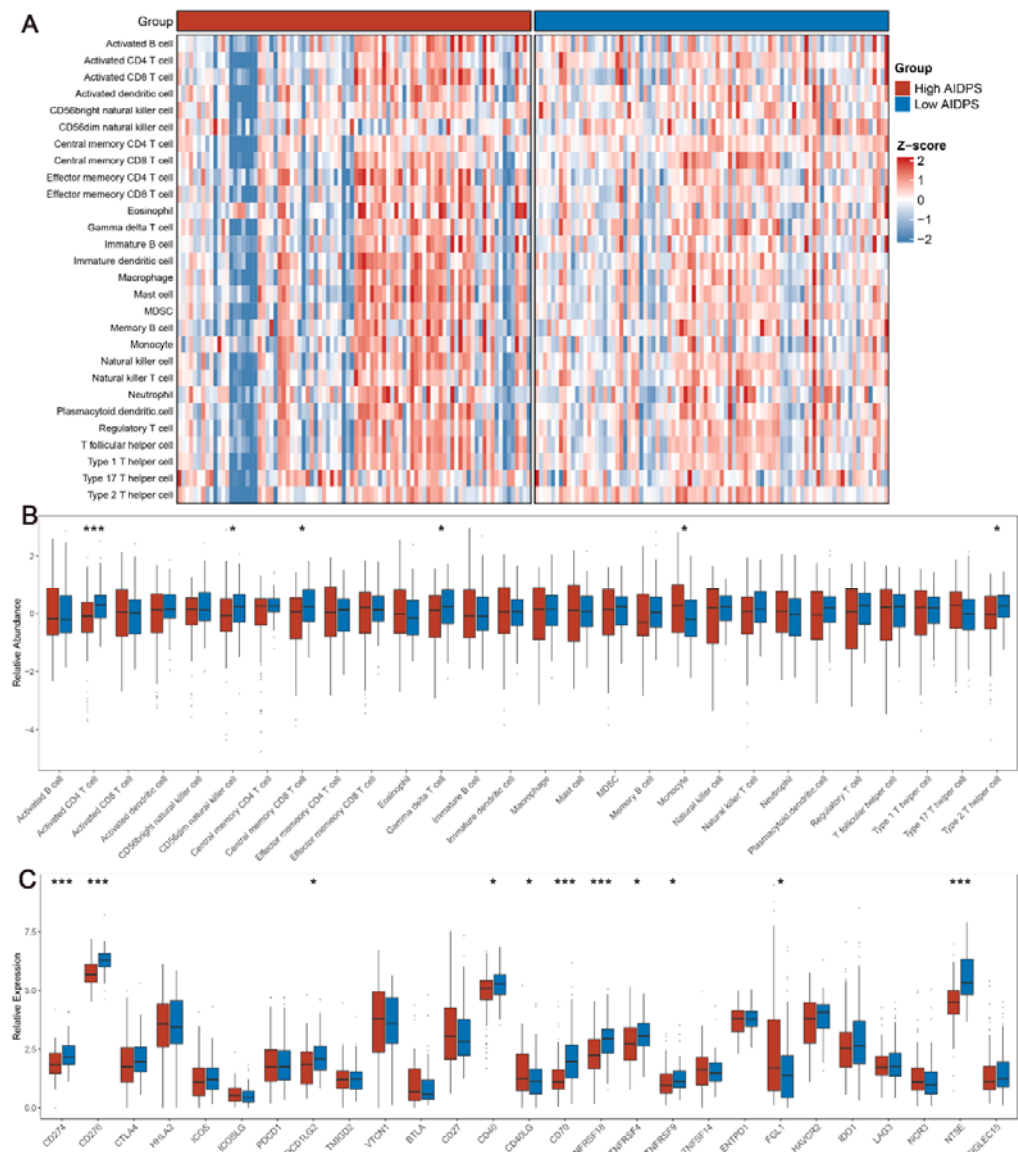 A
Group
Activated B cell
Activated CD4 T cell
Activated CD8 T cell
Activated dendritic cell
CD56bright natural killer cell
CD56dim natural killer cell
Central memory CD4 T cell
Central memory CD8 T cell
Effector memeory CD4 T cell
Effector memeory CD8 T cell
Eosinophil
Gamma delta T cell
Immature B cell
Immature dendritic cell
Macrophage
Mast cell
MDSC
Memory B cell
Monocyte
Natural killer cell
Natural killer T cell
Neutrophil
Plasmacytoid dendritic cell
Regulatory T cell
T follicular helper cell
Type 1 T helper cell
Type 17 T helper cell
Type 2 T helper cell
Group
High AIDPS
Low AIDPS
Z-score
2
1
0
-1
-2
B
*** * * * * *
Relative Abundance
2
0
-2
-4
Activated B cell
Activated CD4 T cell
Activated CD8 T cell
Activated dendritic cell
CD56bright natural killer cell
CD56dim natural killer cell
Central memory CD4 T cell
Central memory CD8 T cell
Effector memeory CD4 T cell
Effector memeory CD8 T cell
Eosinophil
Gamma delta T cell
Immature B cell
Immature dendritic cell
Macrophage
Mast cell
MDSC
Memory B cell
Monocyte
Natural killer cell
Natural killer T cell
Neutrophil
Plasmacytoid dendritic cell
Regulatory T cell
T follicular helper cell
Type 1 T helper cell
Type 17 T helper cell
Type 2 T helper cell
C
*** *** * * * *** *** * * * ***
Relative Expression
7.5
5.0
2.5
0.0
CD274
CD276
CTLA4
HHLA2
ICOS
ICOSLG
PDCD1
PDCD1LG2
TMIGD2
VTCN1
BTLA
CD27
CD40
CD40LG
CD70
TNFRSF18
TNFRSF4
TNFRSF9
TNFSF14
ENTPD1
FGL1
HAVCR2
IDO1
LAG3
NCR3
NT5E
SIGLEC15